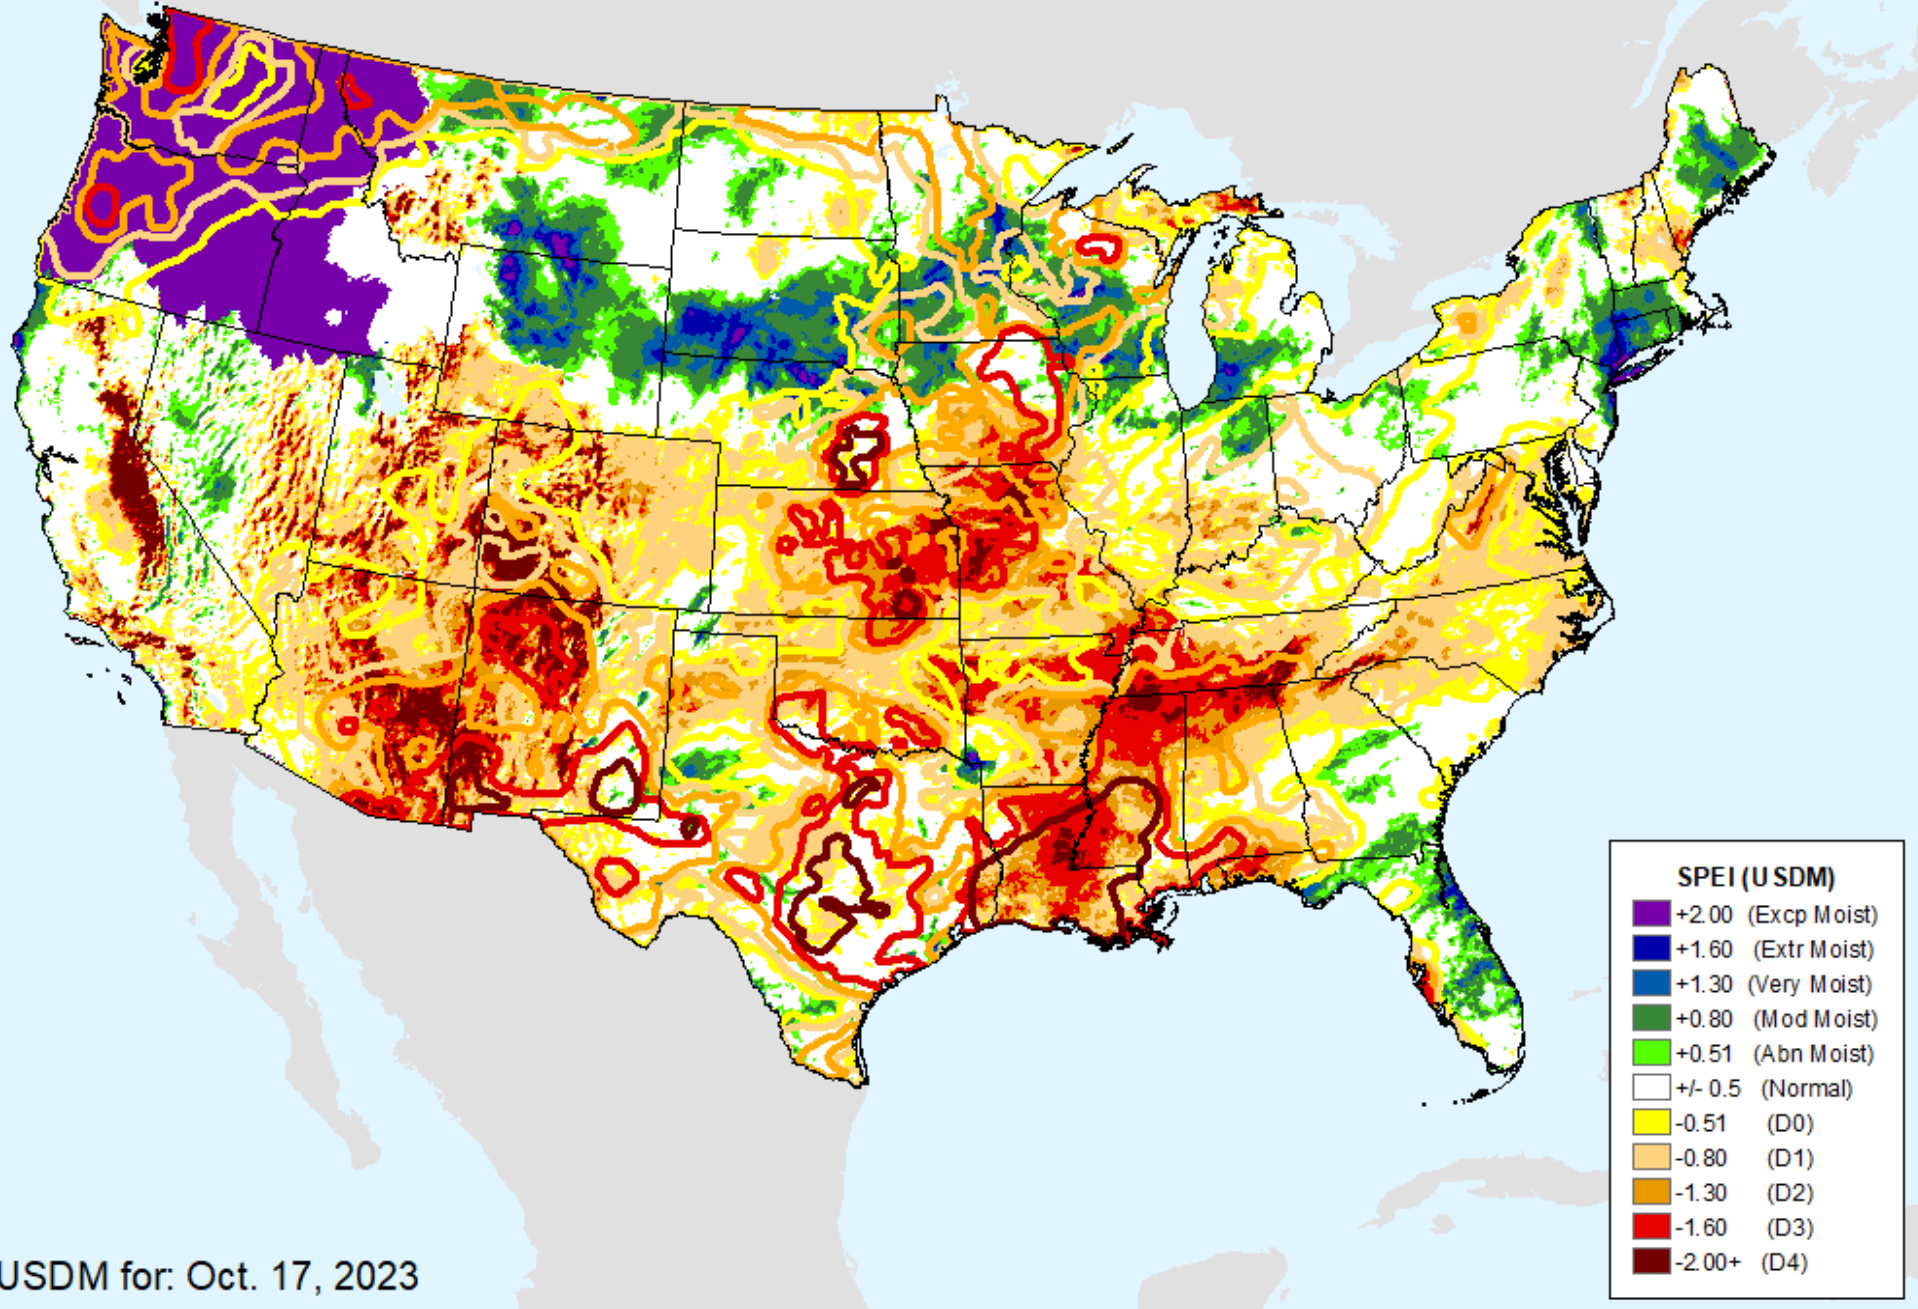 SPEI (USDM)
+2.00 (Excp Moist)
+1.60 (Extr Moist)
+1.30 (Very Moist)
+0.80 (Mod Moist)
+0.51 (Abn Moist)
+/- 0.5 (Normal)
-0.51 (D0)
-0.80 (D1)
-1.30 (D2)
-1.60 (D3)
-2.00+ (D4)
USDM for: Oct. 17, 2023